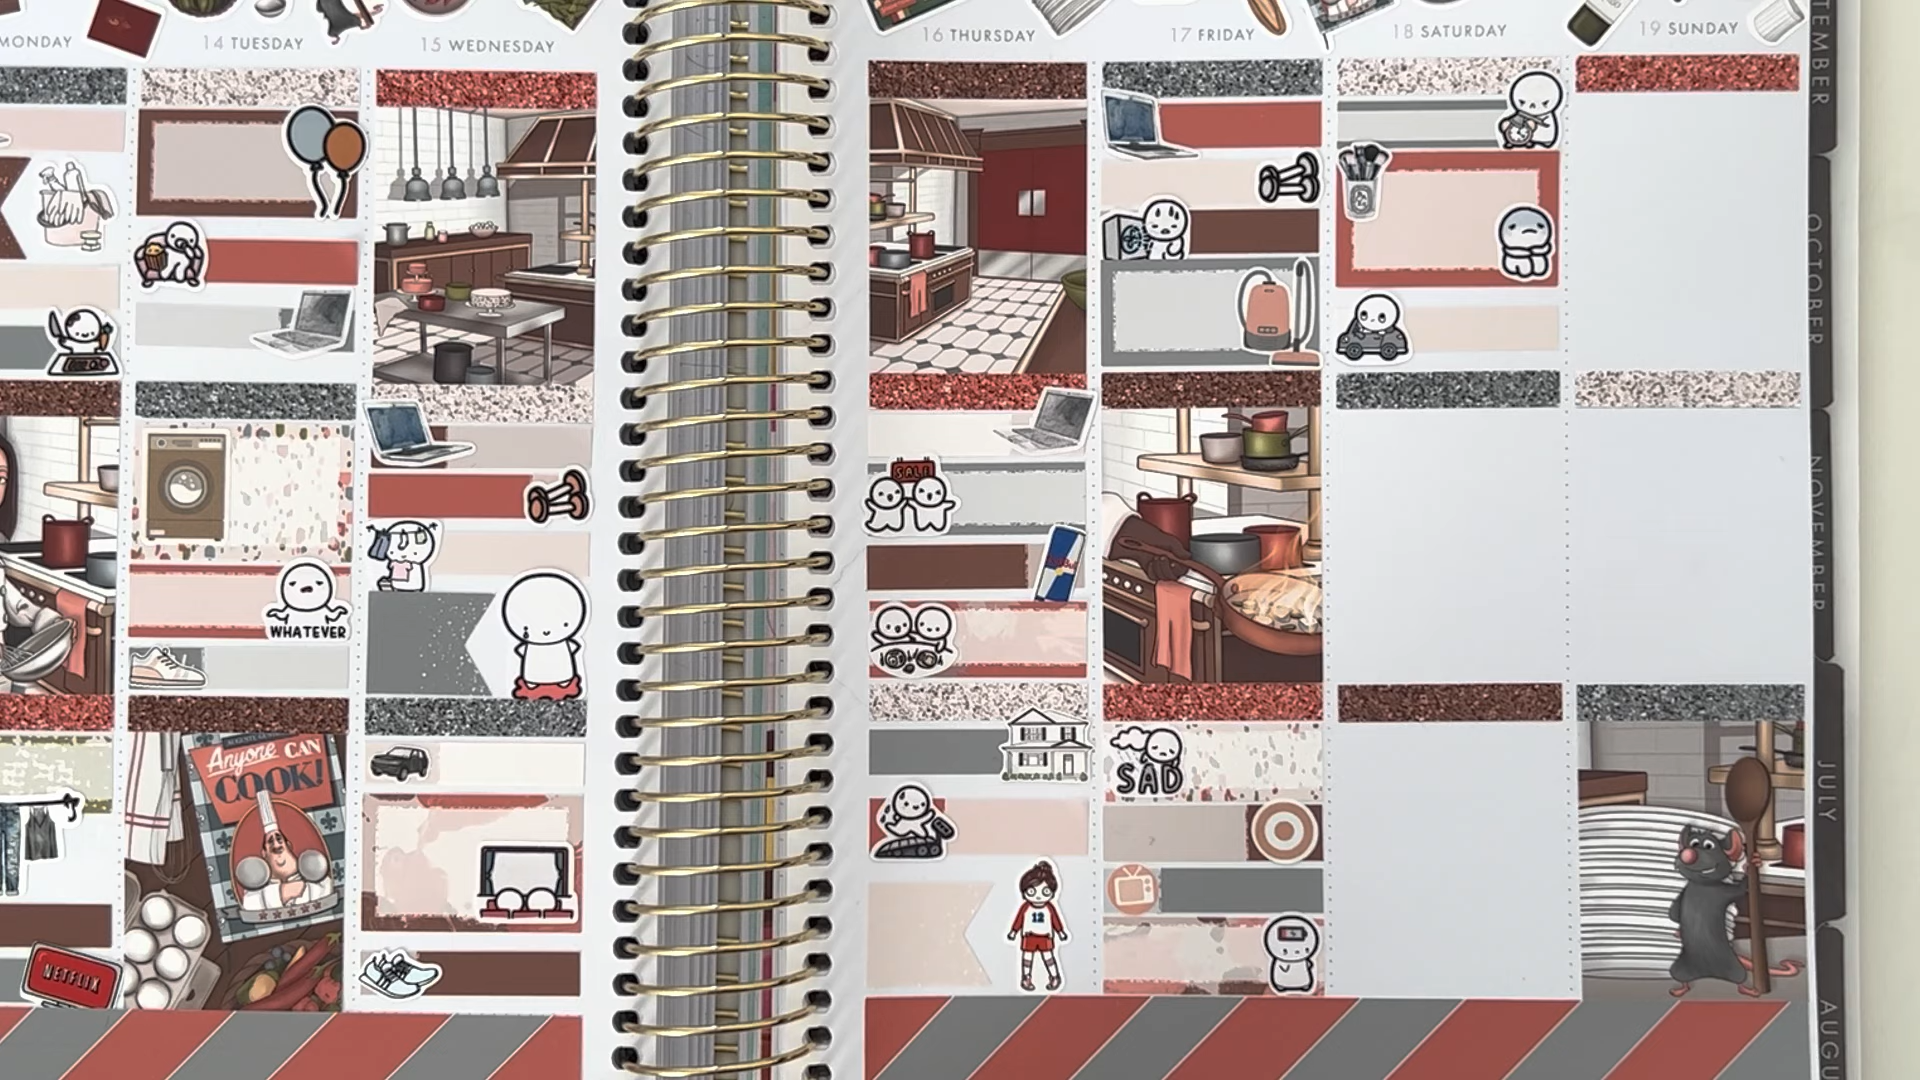 MONDAY
14 TUESDAY
15 WEDNESDAY
16 THURSDAY
17 FRIDAY
18 SATURDAY
19 SUNDAY
WHATEVER
Anyone CAN
COOK!
NETFLIX
SALE
RedBull
12
SAD
TEMBER
OCTOBER
NOVEMBER
JULY
AUGU